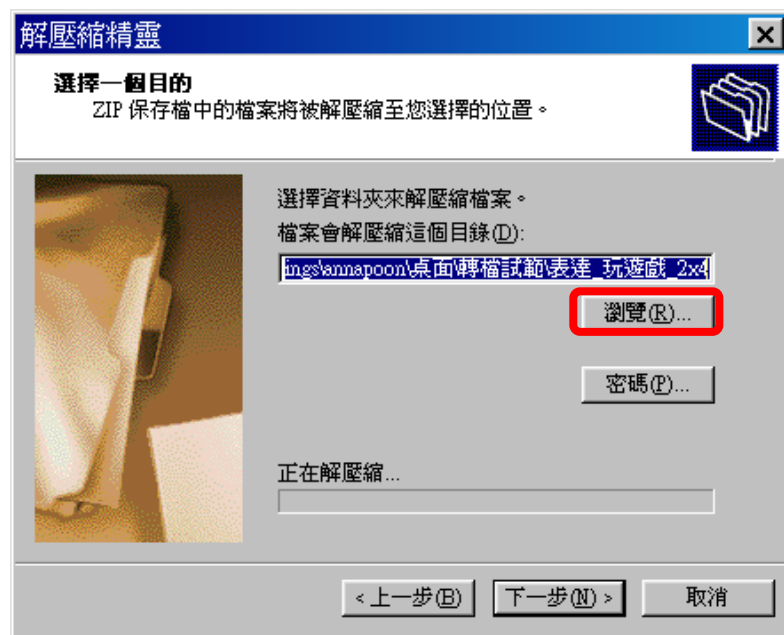 解壓縮精靈
選擇一個目的
ZIP 保存檔中的檔案將被解壓縮至您選擇的位置。
選擇資料夾來解壓縮檔案。
檔案會解壓縮這個目錄(D):
ings\annapoon\桌面\轉檔試範\表達_玩遊戲_2x4
瀏覽(R)...
密碼(P)...
正在解壓縮...
<上一步(B)
下一步(N)>
取消